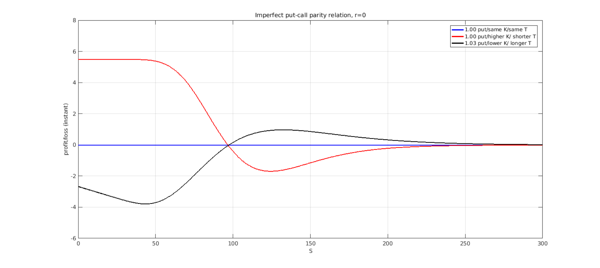 Imperfect put-call parity relation, r=0
8
6
4
2
0
-2
-4
-6
profit/loss (instant)
1.00 put/same K/same T
1.00 put/higher K/ shorter T
1.03 put/lower K/ longer T
0
50
100
150
200
250
300
S